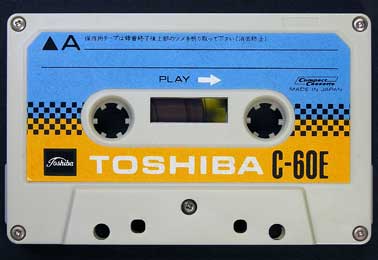 ▲A 保存用テープは録音終了後上部のツメを折り取って下さい(消去防止)
PLAY
Compact Cassette
MADE IN JAPAN
Toshiba TOSHIBA C-60E